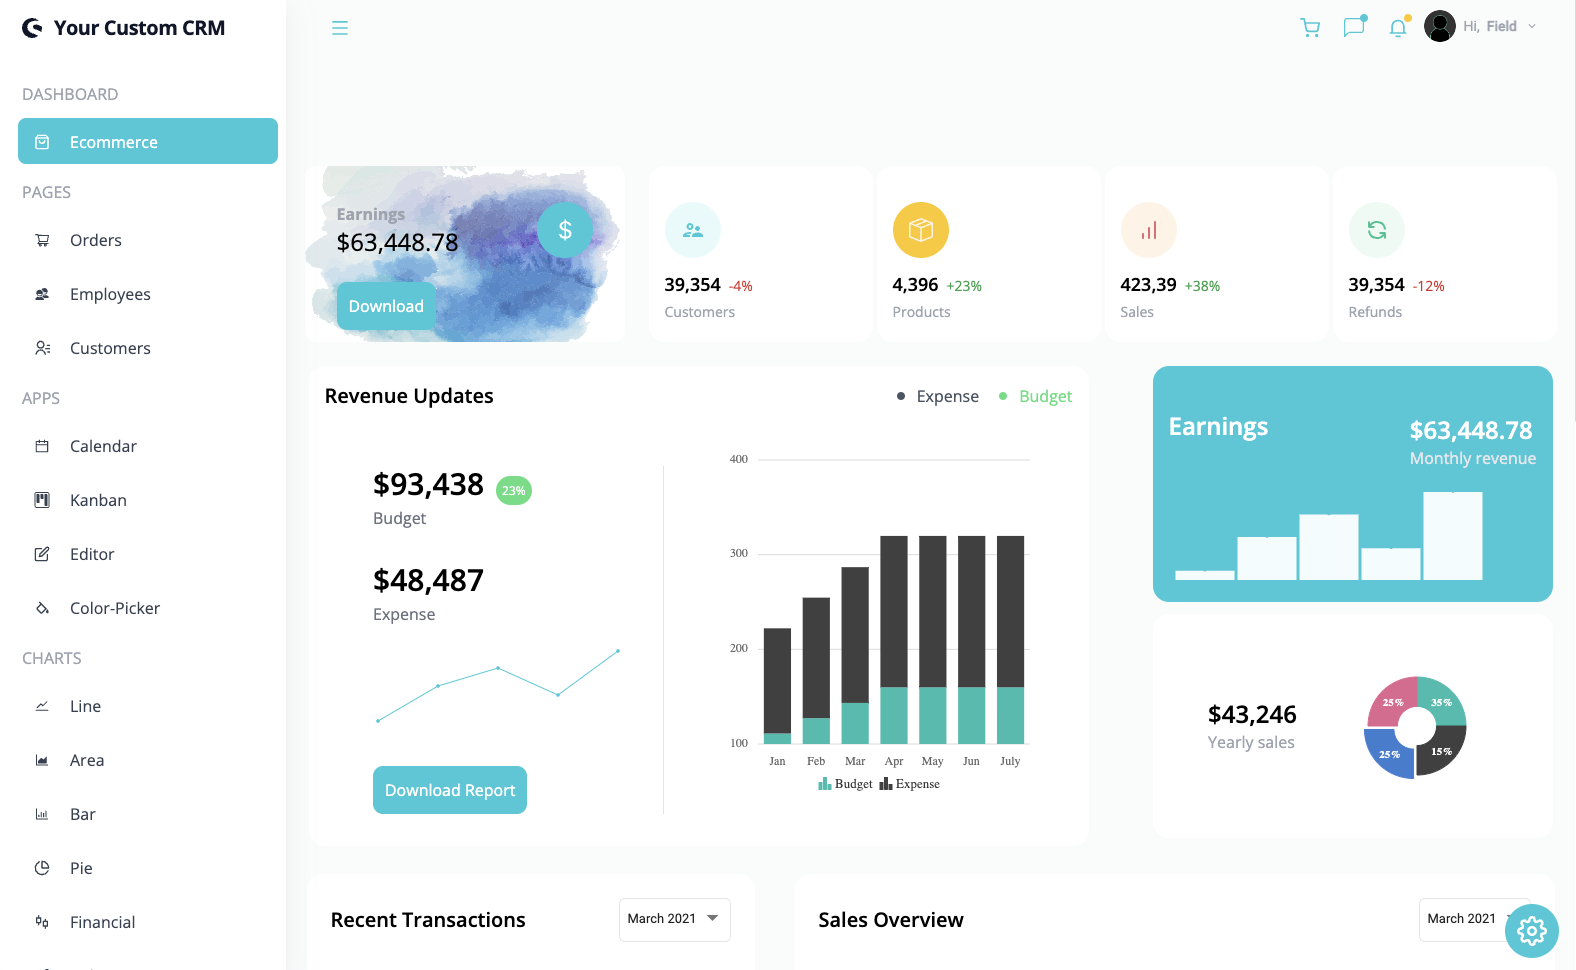 Your Custom CRM
Hi, Field
DASHBOARD
Ecommerce
PAGES
Orders
Employees
Customers
APPS
Calendar
Kanban
Editor
Color-Picker
CHARTS
Line
Area
Bar
Pie
Financial
Earnings
$63,448.78
$
Download
39,354 -4%
Customers
4,396 +23%
Products
423,39 +38%
Sales
39,354 -12%
Refunds
Revenue Updates
Expense Budget
$93,438 23%
Budget
$48,487
Expense
Download Report
400
300
200
100
Jan Feb Mar Apr May Jun July
Budget Expense
Earnings
$63,448.78
Monthly revenue
$43,246
Yearly sales
25% 35%
25% 15%
Recent Transactions
March 2021
Sales Overview
March 2021